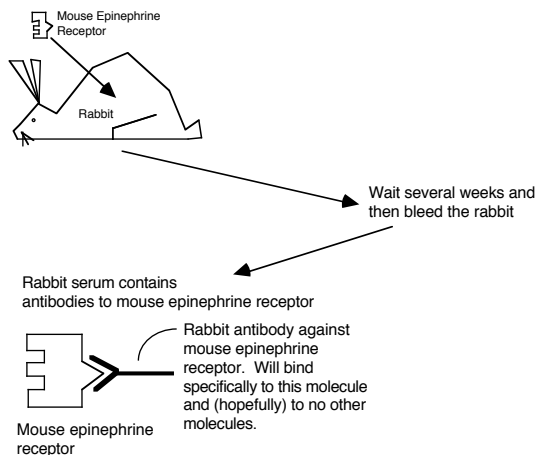 Mouse Epinephrine
Receptor
Rabbit
Wait several weeks and
then bleed the rabbit
Rabbit serum contains
antibodies to mouse epinephrine receptor
Rabbit antibody against
mouse epinephrine
receptor. Will bind
specifically to this molecule
and (hopefully) to no other
molecules.
Mouse epinephrine
receptor